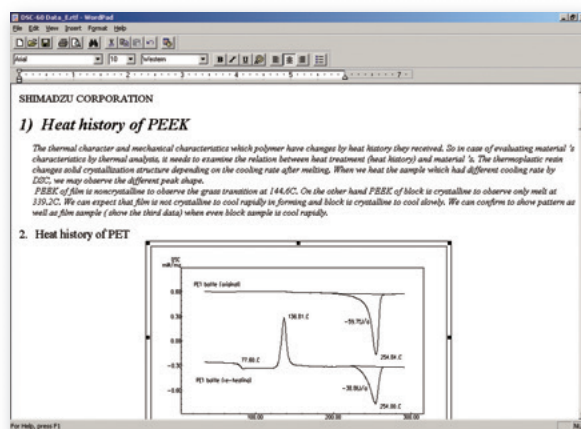 DSC-60 Data_E.rtf - WordPad
File Edit View Insert Format Help
Arial 10 Western
SHIMADZU CORPORATION
1) Heat history of PEEK
The thermal character and mechanical characteristics which polymer have changes by heat history they received. So in case of evaluating material 's
characteristics by thermal analysis, it needs to examine the relation between heat treatment (heat history) and material 's. The thermoplastic resin
changes solid crystallization structure depending on the cooling rate after melting. When we heat the sample which had different cooling rate by
DSC, we may observe the different peak shape.
PEEK of film is noncrystalline to observe the grass transition at 144.6C. On the other hand PEEK of block is crystalline to observe only melt at
339.2C. We can expect that film is not crystalline to cool rapidly in forming and block is crystalline to cool slowly. We can confirm to show pattern as
well as film sample ( show the third data) when even block sample is cool rapidly.
2. Heat history of PET
DSC
mW/mg
PET bottle (original)
138.01.C
254.84.C
77.80.C
PET bottle (re-heating)
254.88.C
100.00 200.00 300.00
For Help, press F1